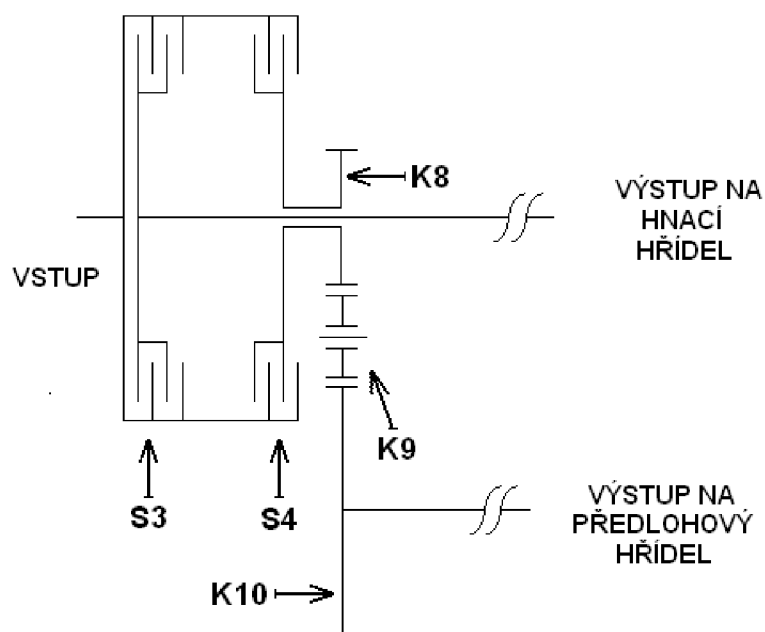 K8
VÝSTUP NA
HNACÍ
HŘÍDEL
VSTUP
K9
S3
S4
VÝSTUP NA
PŘEDLOHOVÝ
HŘÍDEL
K10